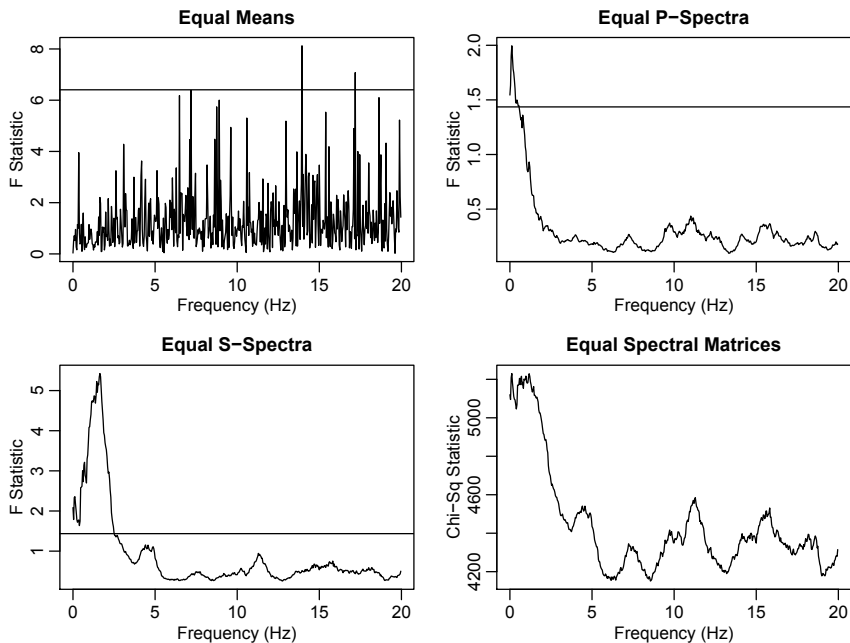 Equal Means
F Statistic
0 2 4 6 8
0 5 10 15 20
Frequency (Hz)
Equal P−Spectra
F Statistic
0.5 1.0 1.5 2.0
0 5 10 15 20
Frequency (Hz)
Equal S−Spectra
F Statistic
1 2 3 4 5
0 5 10 15 20
Frequency (Hz)
Equal Spectral Matrices
Chi−Sq Statistic
4200 4600 5000
0 5 10 15 20
Frequency (Hz)